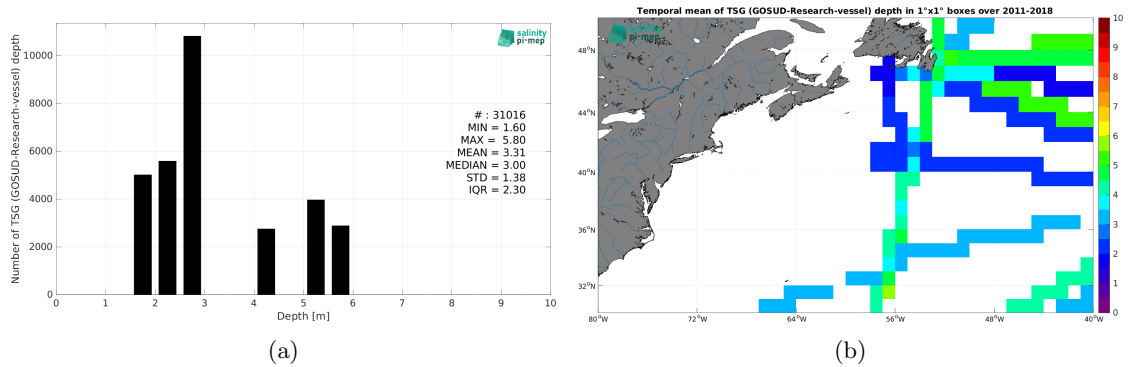 Number of TSG (GOSUD-Research-vessel) depth
10000
8000
6000
4000
2000
0
0 1 2 3 4 5 6 7 8 9 10
Depth [m]
salinity
pi-mep
# : 31016
MIN = 1.60
MAX = 5.80
MEAN = 3.31
MEDIAN = 3.00
STD = 1.38
IQR = 2.30
(a)
Temporal mean of TSG (GOSUD-Research-vessel) depth in 1°x1° boxes over 2011-2018
salinity
pi-mep
48°N
44°N
40°N
36°N
32°N
80°W 72°W 64°W 56°W 48°W 40°W
10
9
8
7
6
5
4
3
2
1
0
(b)